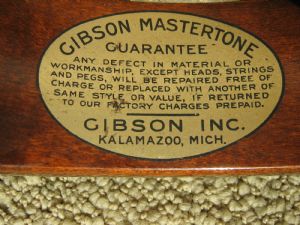 GIBSON MASTERTONE
GUARANTEE
ANY DEFECT IN MATERIAL OR
WORKMANSHIP, EXCEPT HEADS, STRINGS
AND PEGS, WILL BE REPAIRED FREE OF
CHARGE OR REPLACED WITH ANOTHER OF
SAME STYLE OR VALUE, IF RETURNED
TO OUR FACTORY CHARGES PREPAID.
GIBSON INC.
KALAMAZOO, MICH.